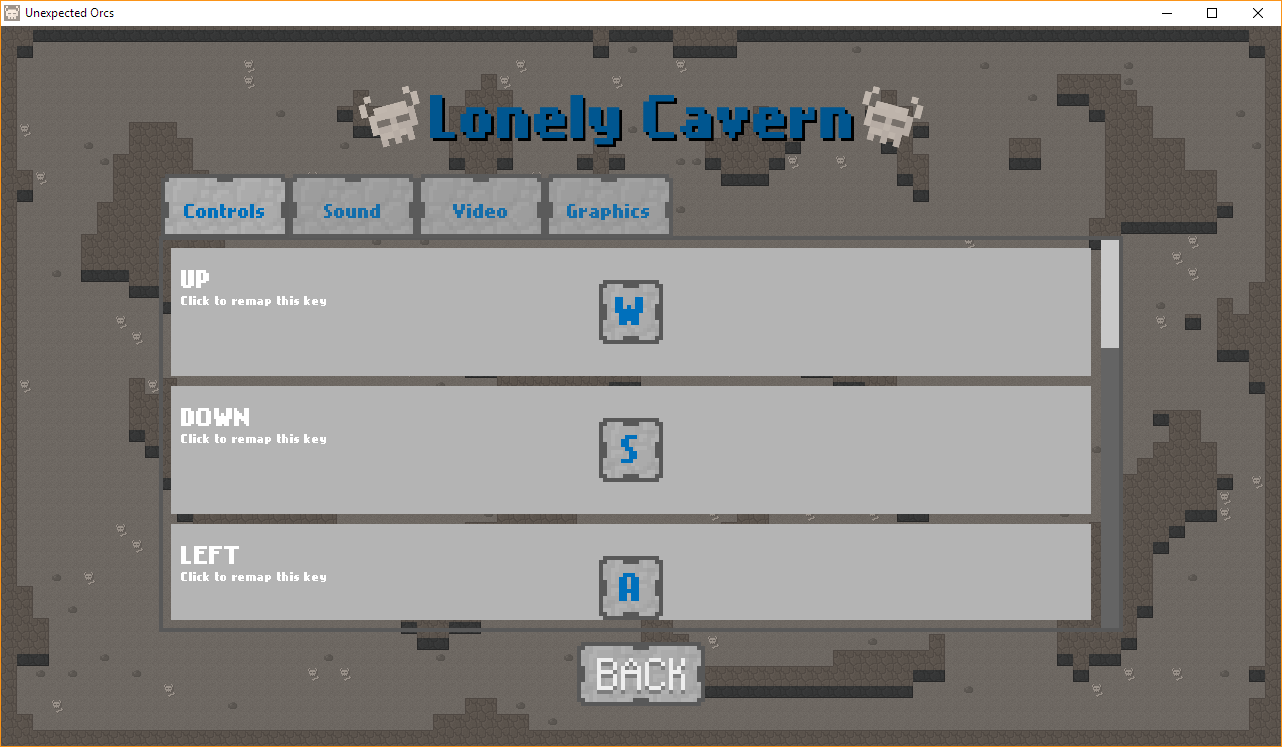 Unexpected Orcs
Lonely Cavern
Controls Sound Video Graphics
UP
Click to remap this key
W
DOWN
Click to remap this key
S
LEFT
Click to remap this key
A
BACK